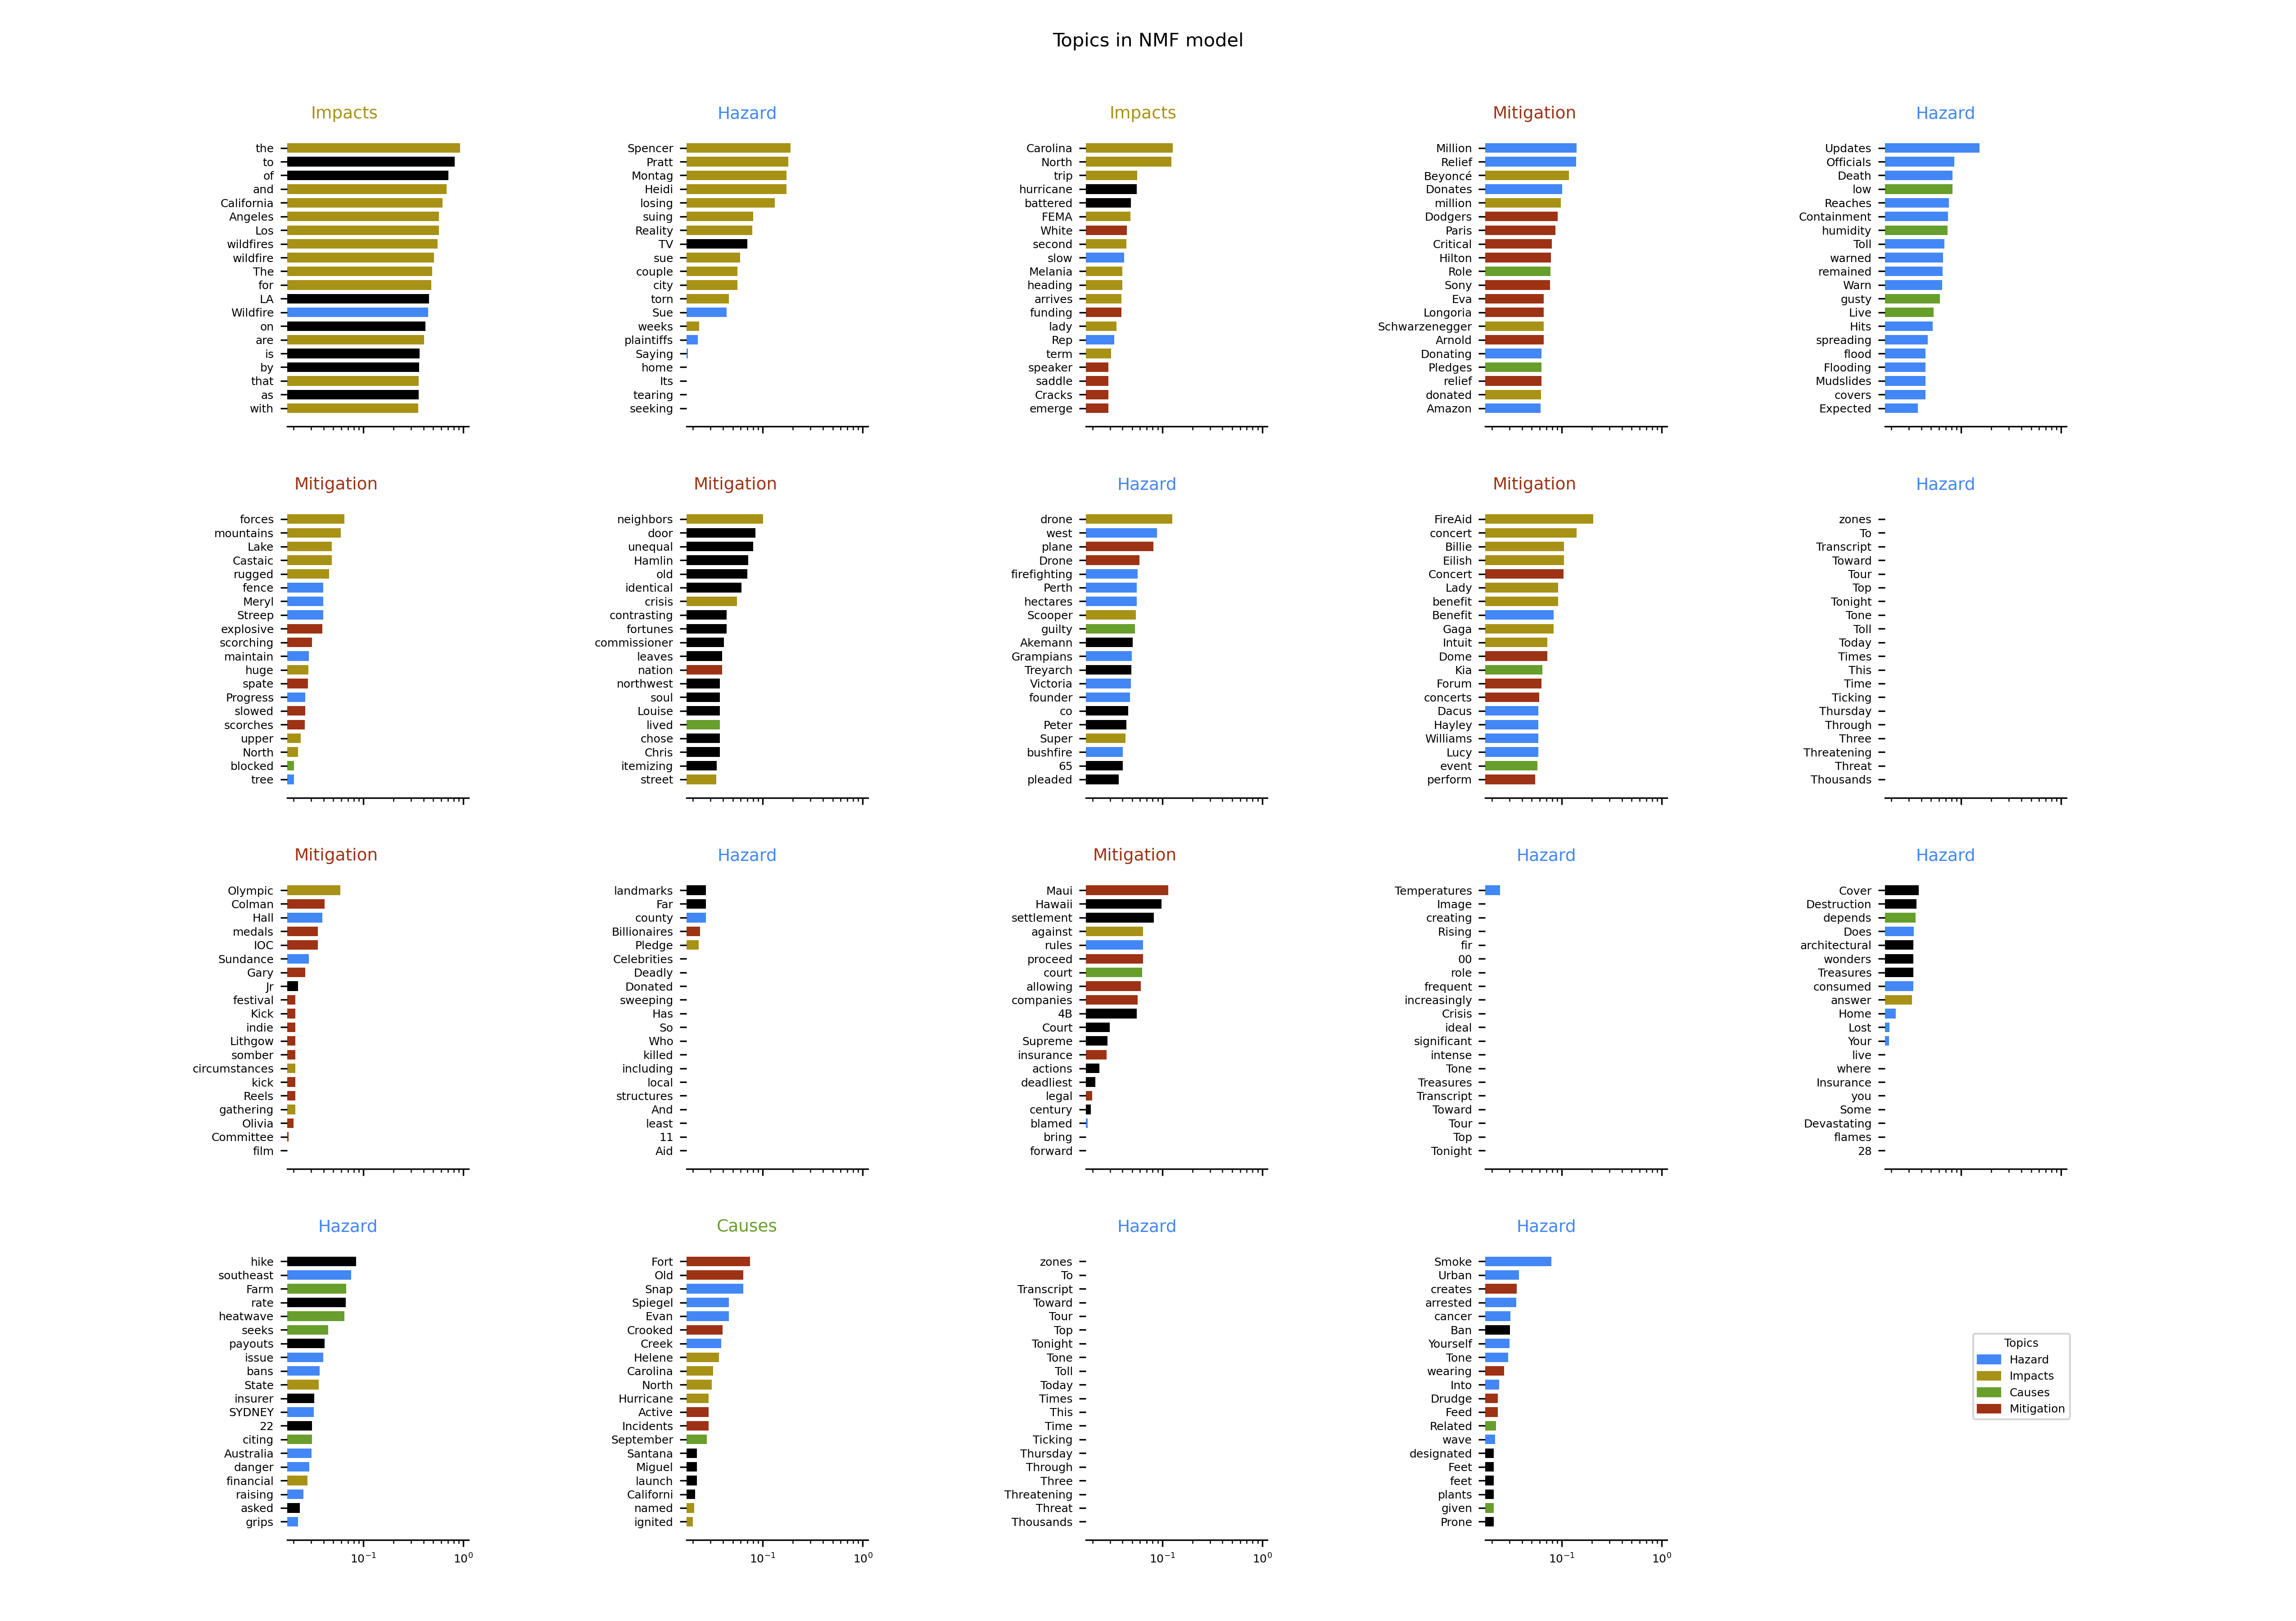 Topics in NMF model
Impacts
the
to
of
and
California
Angeles
Los
wildfires
wildfire
The
for
LA
Wildfire
on
are
is
by
that
as
with
Hazard
Spencer
Pratt
Montag
Heidi
losing
suing
Reality
TV
sue
couple
city
torn
Sue
weeks
plaintiffs
Saying
home
Its
tearing
seeking
Impacts
Carolina
North
trip
hurricane
battered
FEMA
White
second
slow
Melania
heading
arrives
funding
lady
Rep
term
speaker
saddle
Cracks
emerge
Mitigation
Million
Relief
Beyoncé
Donates
million
Dodgers
Paris
Critical
Hilton
Role
Sony
Eva
Longoria
Schwarzenegger
Arnold
Donating
Pledges
relief
donated
Amazon
Hazard
Updates
Officials
Death
low
Reaches
Containment
humidity
Toll
warned
remained
Warn
gusty
Live
Hits
spreading
flood
Flooding
Mudslides
covers
Expected
Mitigation
forces
mountains
Lake
Castaic
rugged
fence
Meryl
Streep
explosive
scorching
maintain
huge
spate
Progress
slowed
scorches
upper
North
blocked
tree
Mitigation
neighbors
door
unequal
Hamlin
old
identical
crisis
contrasting
fortunes
commissioner
leaves
nation
northwest
soul
Louise
lived
chose
Chris
itemizing
street
Hazard
drone
west
plane
Drone
firefighting
Perth
hectares
Scooper
guilty
Akemann
Grampians
Treyarch
Victoria
founder
co
Peter
Super
bushfire
65
pleaded
Mitigation
FireAid
concert
Billie
Eilish
Concert
Lady
benefit
Benefit
Gaga
Intuit
Dome
Kia
Forum
concerts
Dacus
Hayley
Williams
Lucy
event
perform
Hazard
zones
To
Transcript
Toward
Tour
Top
Tonight
Tone
Toll
Today
Times
This
Time
Ticking
Thursday
Through
Three
Threatening
Threat
Thousands
Mitigation
Olympic
Colman
Hall
medals
IOC
Sundance
Gary
Jr
festival
Kick
indie
Lithgow
somber
circumstances
kick
Reels
gathering
Olivia
Committee
film
Hazard
landmarks
Far
county
Billionaires
Pledge
Celebrities
Deadly
Donated
sweeping
Has
So
Who
killed
including
local
structures
And
least
11
Aid
Mitigation
Maui
Hawaii
settlement
against
rules
proceed
court
allowing
companies
4B
Court
Supreme
insurance
actions
deadliest
legal
century
blamed
bring
forward
Hazard
Temperatures
Image
creating
Rising
fir
00
role
frequent
increasingly
Crisis
ideal
significant
intense
Tone
Treasures
Transcript
Toward
Tour
Top
Tonight
Hazard
Cover
Destruction
depends
Does
architectural
wonders
Treasures
consumed
answer
Home
Lost
Your
live
where
Insurance
you
Some
Devastating
flames
28
Hazard
hike
southeast
Farm
rate
heatwave
seeks
payouts
issue
bans
State
insurer
SYDNEY
22
citing
Australia
danger
financial
raising
asked
grips
10⁻¹ 10⁰
Causes
Fort
Old
Snap
Spiegel
Evan
Crooked
Creek
Helene
Carolina
North
Hurricane
Active
Incidents
September
Santana
Miguel
launch
Californi
named
ignited
10⁻¹ 10⁰
Hazard
zones
To
Transcript
Toward
Tour
Top
Tonight
Tone
Toll
Today
Times
This
Time
Ticking
Thursday
Through
Three
Threatening
Threat
Thousands
10⁻¹ 10⁰
Hazard
Smoke
Urban
creates
arrested
cancer
Ban
Yourself
Tone
wearing
Into
Drudge
Feed
Related
wave
designated
Feet
feet
plants
given
Prone
10⁻¹ 10⁰
Topics
Hazard
Impacts
Causes
Mitigation